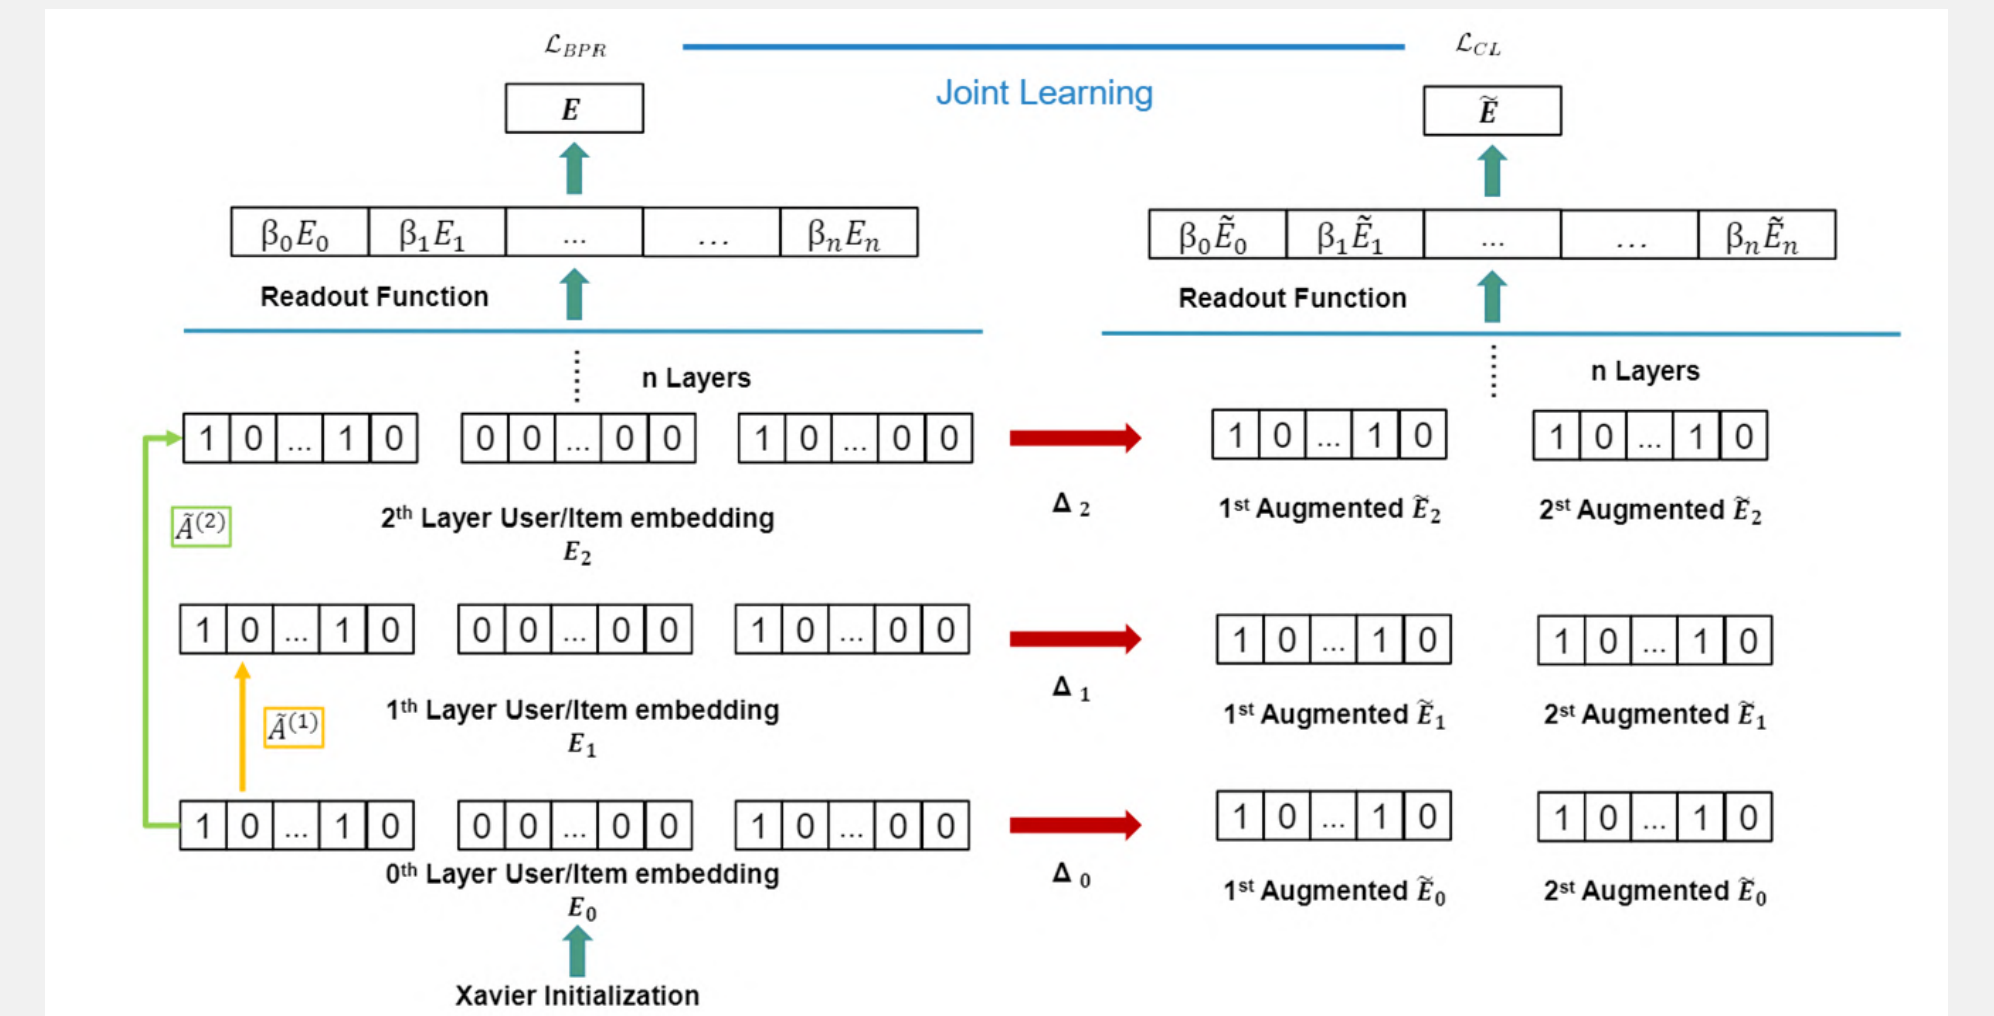 ℒ_BPR ℒ_CL
Joint Learning
E Ẽ
β₀E₀ β₁E₁ ... ... βₙEₙ β₀Ẽ₀ β₁Ẽ₁ ... ... βₙẼₙ
Readout Function Readout Function
n Layers n Layers
1 0 ... 1 0 0 0 ... 0 0 1 0 ... 0 0 1 0 ... 1 0 1 0 ... 1 0
Ã⁽²⁾ 2th Layer User/Item embedding Δ 2 1st Augmented Ẽ₂ 2st Augmented Ẽ₂
E₂
1 0 ... 1 0 0 0 ... 0 0 1 0 ... 0 0 1 0 ... 1 0 1 0 ... 1 0
Ã⁽¹⁾ 1th Layer User/Item embedding Δ 1 1st Augmented Ẽ₁ 2st Augmented Ẽ₁
E₁
1 0 ... 1 0 0 0 ... 0 0 1 0 ... 0 0 1 0 ... 1 0 1 0 ... 1 0
0th Layer User/Item embedding Δ 0 1st Augmented Ẽ₀ 2st Augmented Ẽ₀
E₀
Xavier Initialization